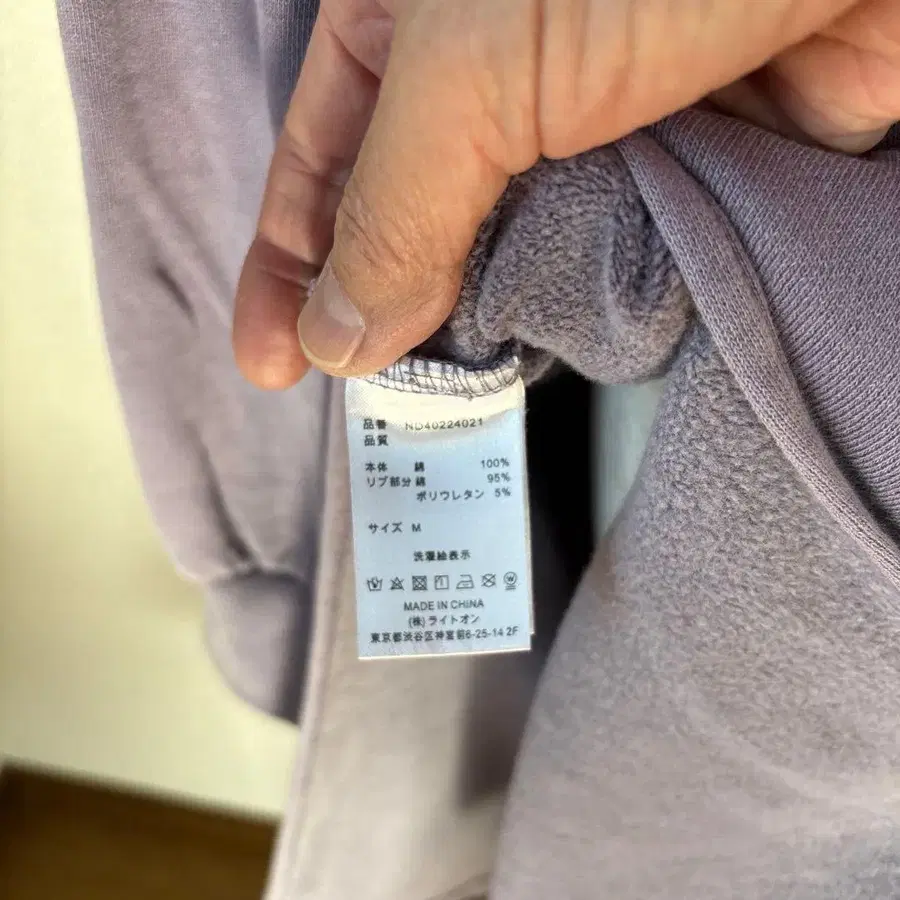 品番 ND40224021
品質
本体 綿 100%
リブ部分 綿 95%
ポリウレタン 5%
サイズ M
洗濯絵表示
MADE IN CHINA
(株)ライトオン
東京都渋谷区神宮前6-25-14 2F